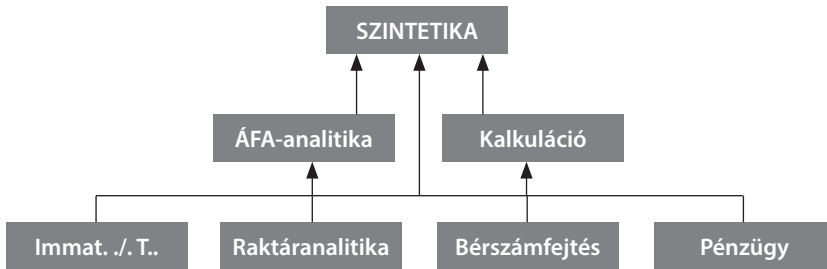 SZINTETIKA
ÁFA-analitika
Kalkuláció
Immat. ./. T..
Raktáranalitika
Bérszámfejtés
Pénzügy